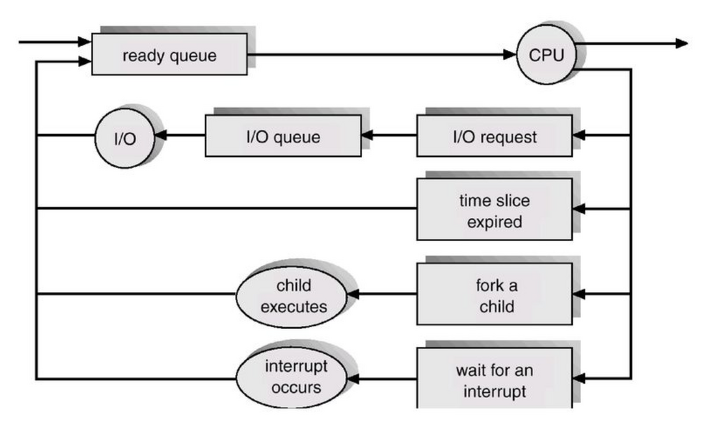 ready queue
CPU
I/O
I/O queue
I/O request
time slice
expired
child
executes
fork a
child
interrupt
occurs
wait for an
interrupt